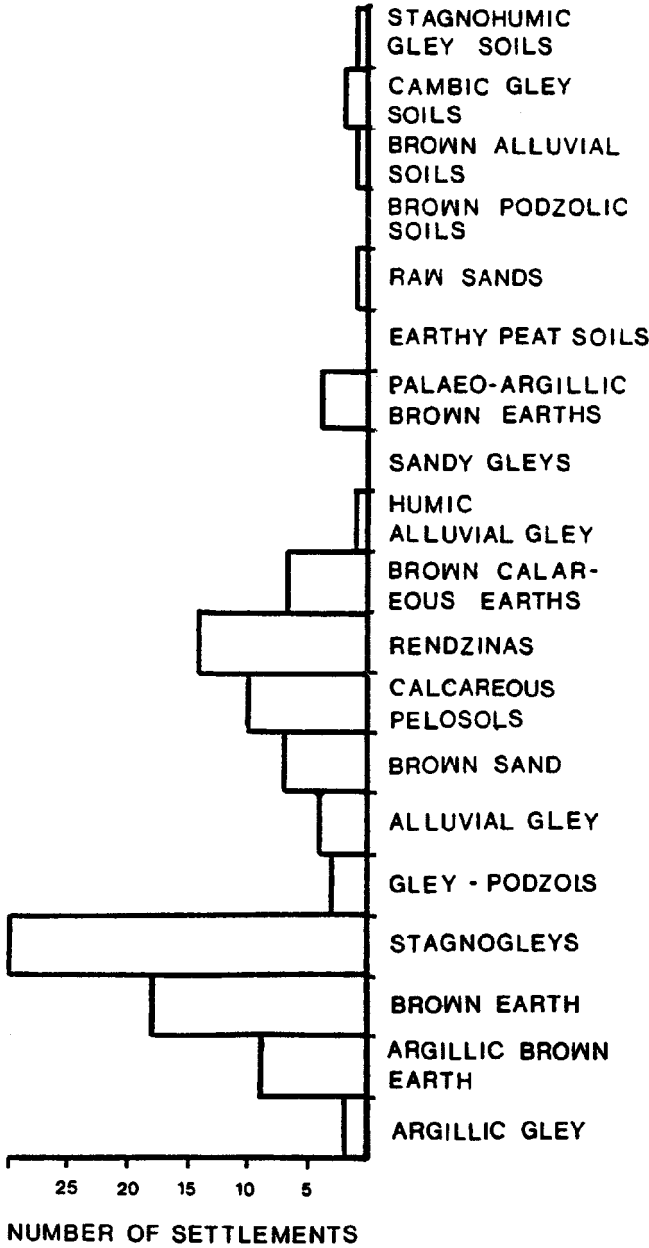 STAGNOHUMIC
GLEY SOILS
CAMBIC GLEY
SOILS
BROWN ALLUVIAL
SOILS
BROWN PODZOLIC
SOILS
RAW SANDS
EARTHY PEAT SOILS
PALAEO-ARGILLIC
BROWN EARTHS
SANDY GLEYS
HUMIC
ALLUVIAL GLEY
BROWN CALAR-
EOUS EARTHS
RENDZINAS
CALCAREOUS
PELOSOLS
BROWN SAND
ALLUVIAL GLEY
GLEY - PODZOLS
STAGNOGLEYS
BROWN EARTH
ARGILLIC BROWN
EARTH
ARGILLIC GLEY
25 20 15 10 5
NUMBER OF SETTLEMENTS